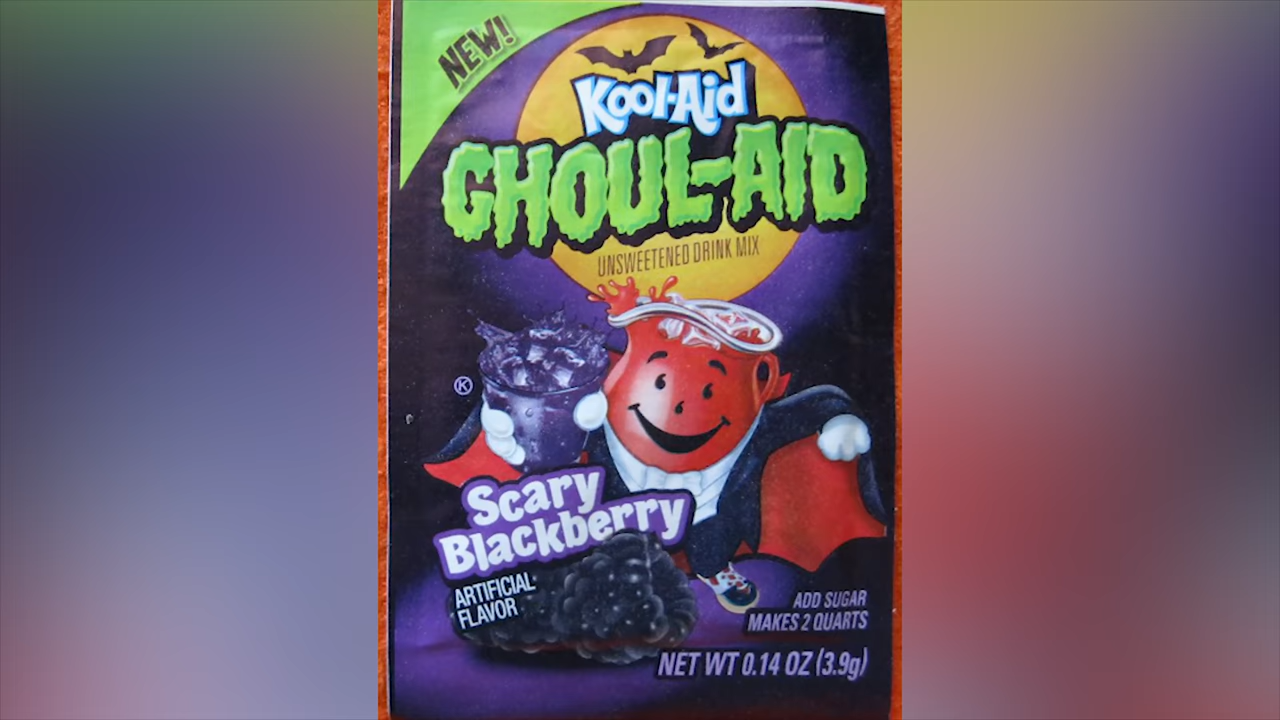 NEW!
Kool-Aid
GHOUL-AID
UNSWEETENED DRINK MIX
K
Scary
Blackberry
ARTIFICIAL
FLAVOR
ADD SUGAR
MAKES 2 QUARTS
NET WT 0.14 OZ (3.9g)